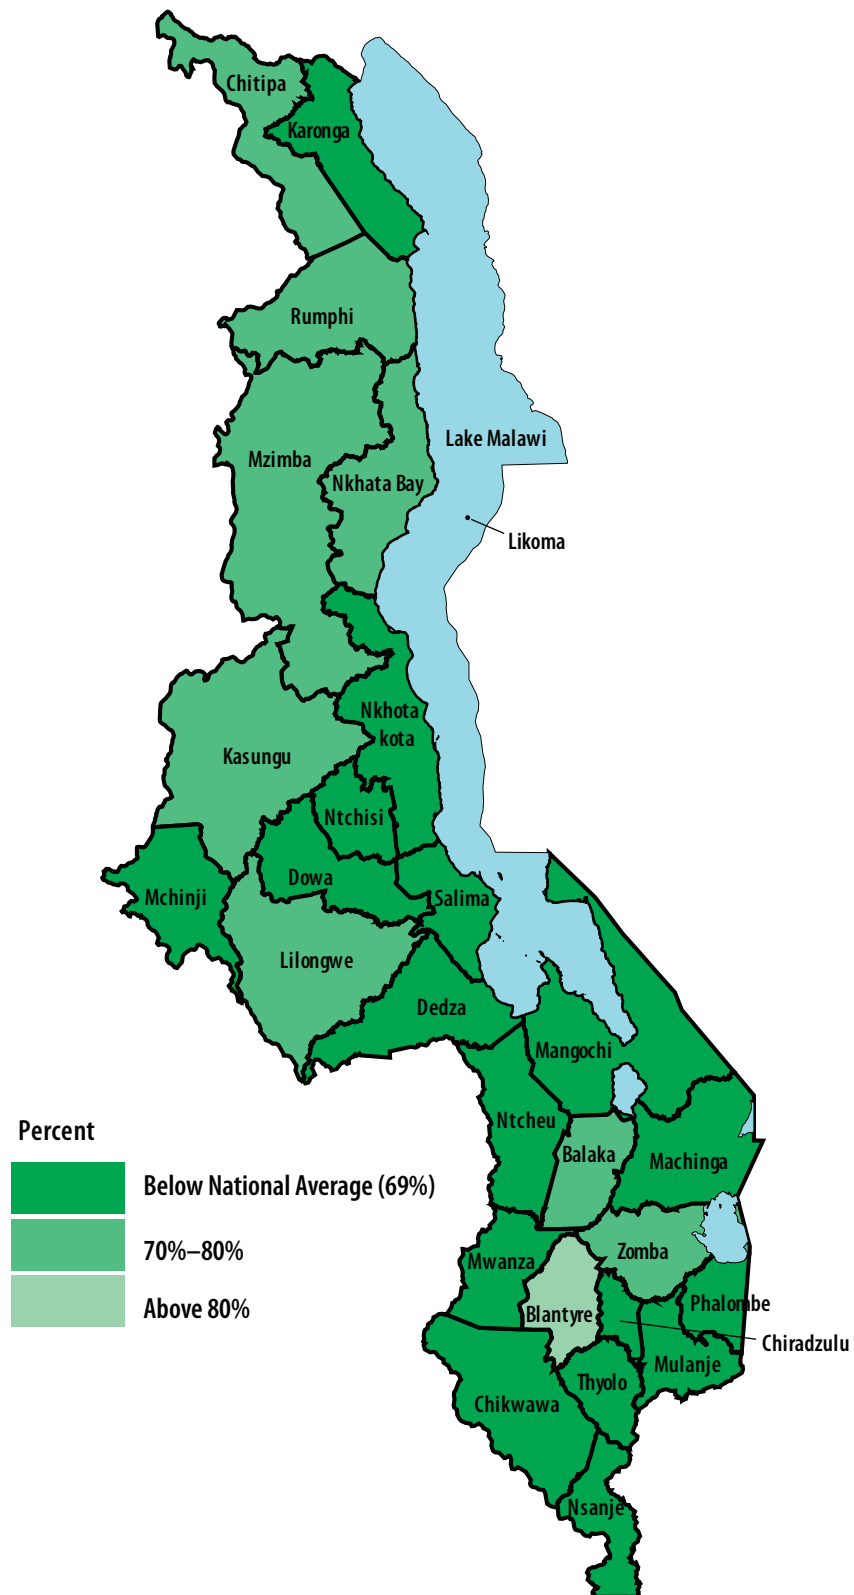 Chitipa
Karonga
Rumphi
Lake Malawi
Mzimba
Nkhata Bay
Likoma
Nkhota
kota
Kasungu
Ntchisi
Dowa
Mchinji
Salima
Lilongwe
Dedza
Mangochi
Ntcheu
Percent
Balaka
Machinga
Below National Average (69%)
70%–80%
Zomba
Mwanza
Above 80%
Blantyre
Phalombe
Chiradzulu
Mulanje
Thyolo
Chikwawa
Nsanje